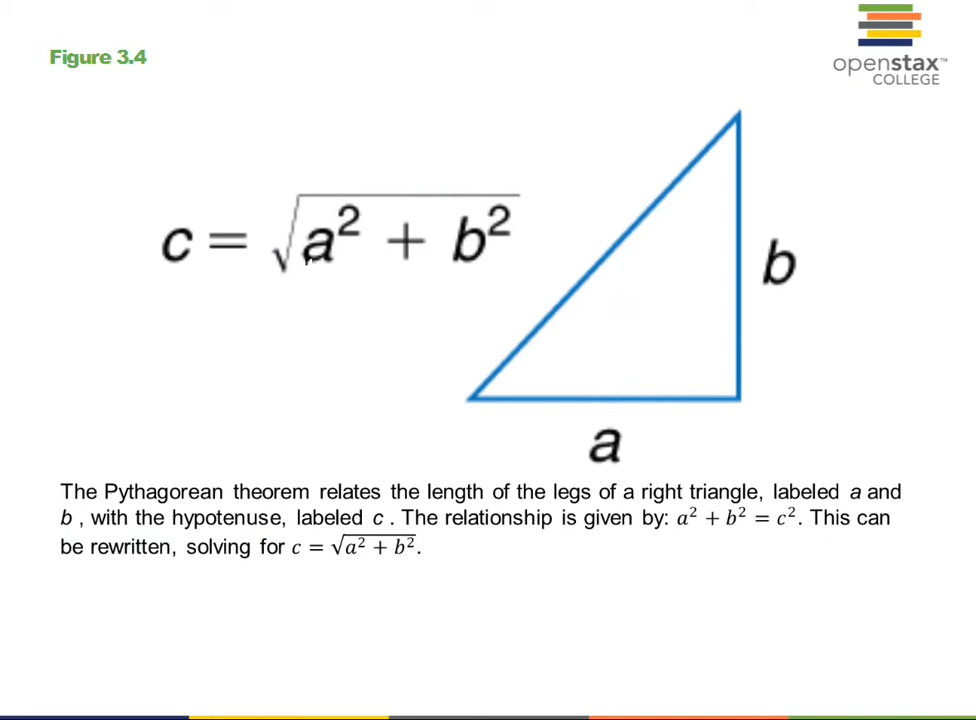 Figure 3.4
openstax™
COLLEGE
c = √a² + b²
b
a
The Pythagorean theorem relates the length of the legs of a right triangle, labeled a and
b , with the hypotenuse, labeled c . The relationship is given by: a² + b² = c². This can
be rewritten, solving for c = √a² + b².